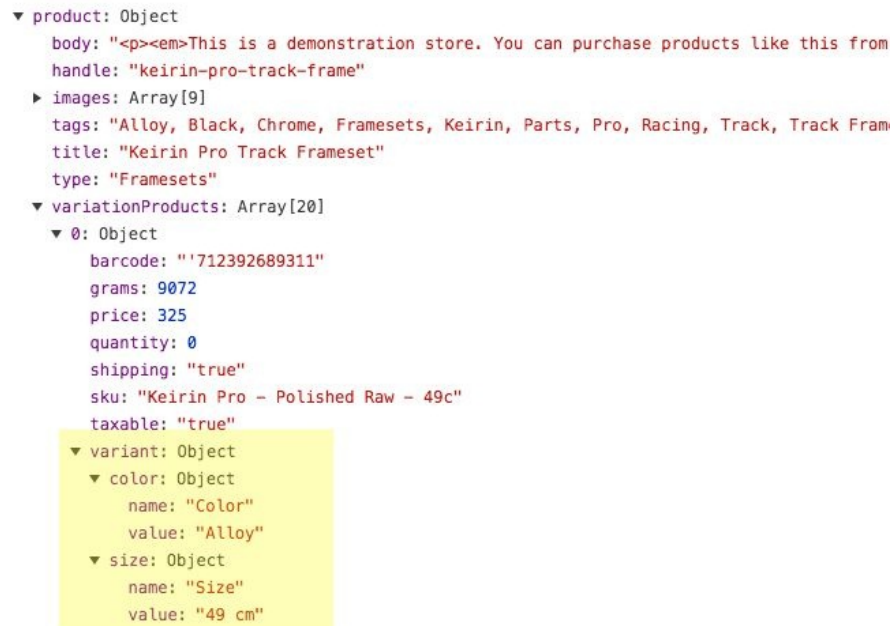 ▼ product: Object
body: "<p><em>This is a demonstration store. You can purchase products like this from
handle: "keirin-pro-track-frame"
▶ images: Array[9]
tags: "Alloy, Black, Chrome, Framesets, Keirin, Parts, Pro, Racing, Track, Track Fram
title: "Keirin Pro Track Frameset"
type: "Framesets"
▼ variationProducts: Array[20]
▼ 0: Object
barcode: "'712392689311"
grams: 9072
price: 325
quantity: 0
shipping: "true"
sku: "Keirin Pro – Polished Raw – 49c"
taxable: "true"
▼ variant: Object
▼ color: Object
name: "Color"
value: "Alloy"
▼ size: Object
name: "Size"
value: "49 cm"